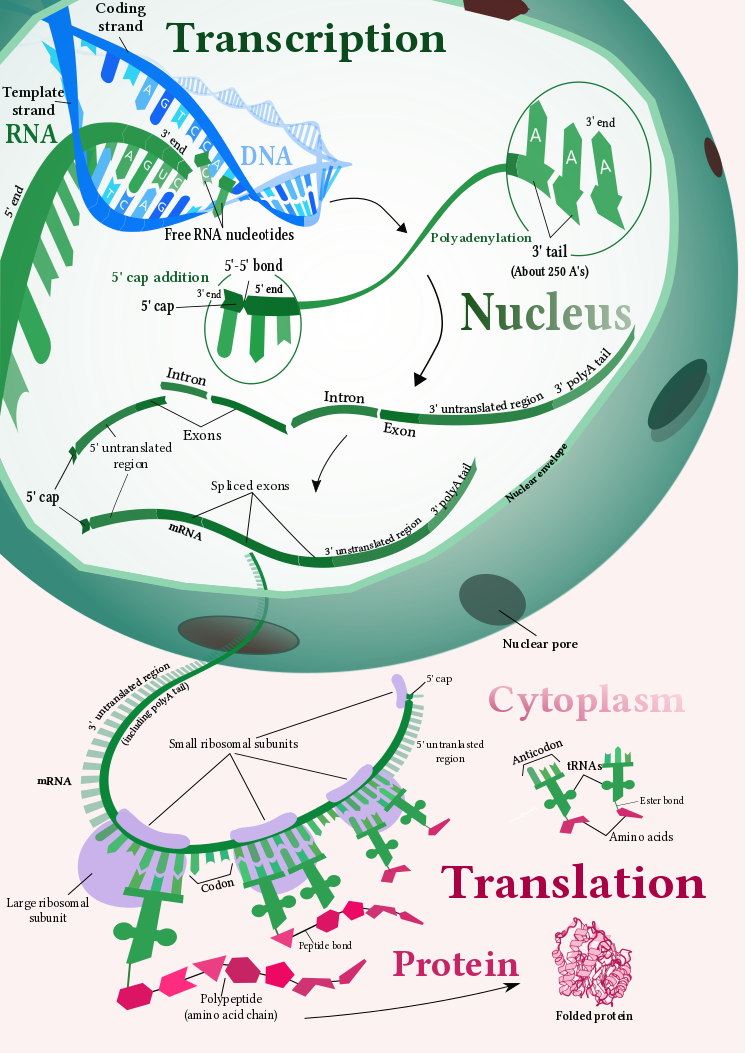 Coding
strand
Transcription
Template
strand
RNA
3' end
DNA
A
G
T
C
C
A
A
G
U
C
C
G
T
C
A
G
5' end
Free RNA nucleotides
A
A
A
3' end
Polyadenylation
3' tail
(About 250 A's)
5'-5' bond
5' cap addition
3' end
5' end
5' cap
Nucleus
Intron
Exons
Intron
Exon
3' untranslated region
3' polyA tail
5' untranslated
region
5' cap
Spliced exons
mRNA
3' unstranslated region
3' polyA tail
Nuclear envelope
Nuclear pore
3' untranslated region
(including polyA tail)
5' cap
Cytoplasm
Small ribosomal subunits
5' untranlasted
region
mRNA
Anticodon
tRNAs
Ester bond
Amino acids
Codon
Large ribosomal
subunit
Translation
Peptide bond
Protein
Polypeptide
(amino acid chain)
Folded protein